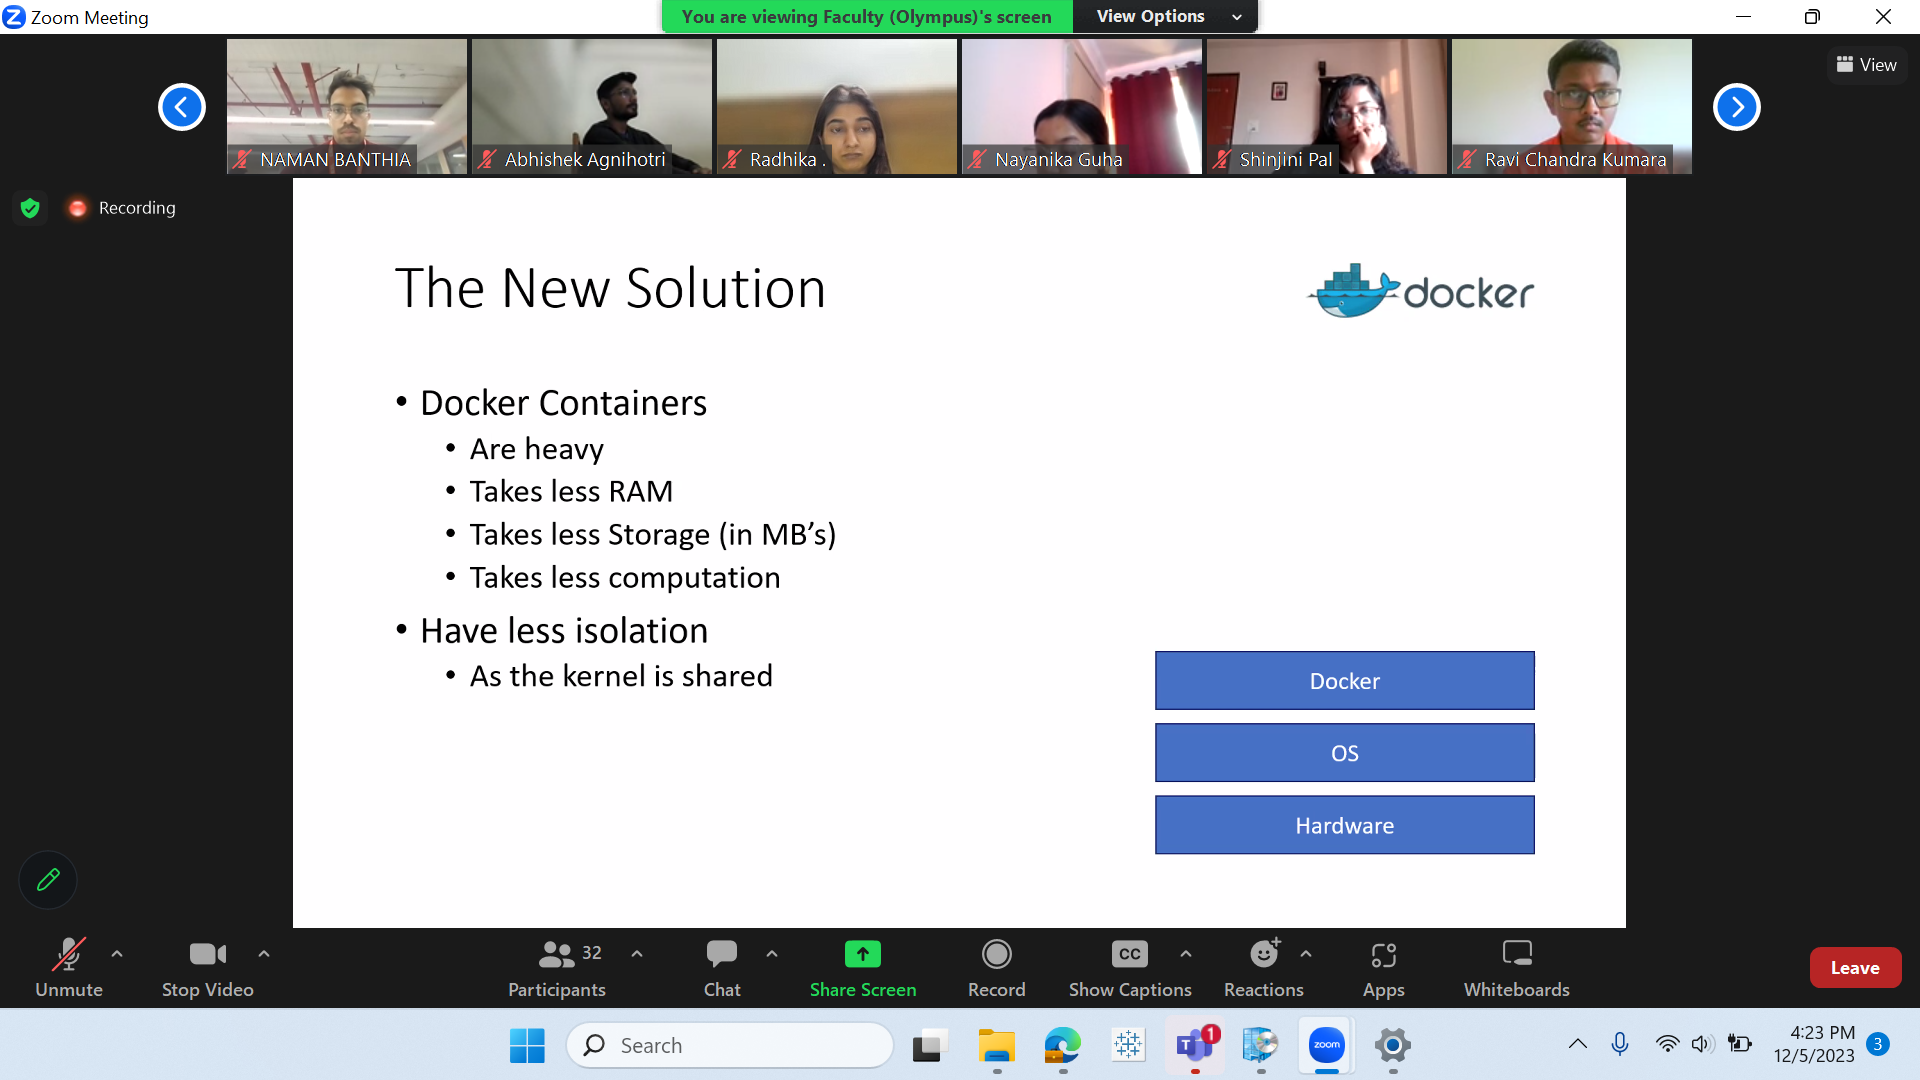 Zoom Meeting
You are viewing Faculty (Olympus)'s screen
View Options
View
NAMAN BANTHIA
Abhishek Agnihotri
Radhika .
Nayanika Guha
Shinjini Pal
Ravi Chandra Kumara
Recording
The New Solution
docker
• Docker Containers
• Are heavy
• Takes less RAM
• Takes less Storage (in MB’s)
• Takes less computation
• Have less isolation
• As the kernel is shared
Docker
OS
Hardware
Unmute
Stop Video
32
Participants
Chat
Share Screen
Record
CC
Show Captions
Reactions
Apps
Whiteboards
Leave
Search
T
1
zoom
4:23 PM
12/5/2023
3